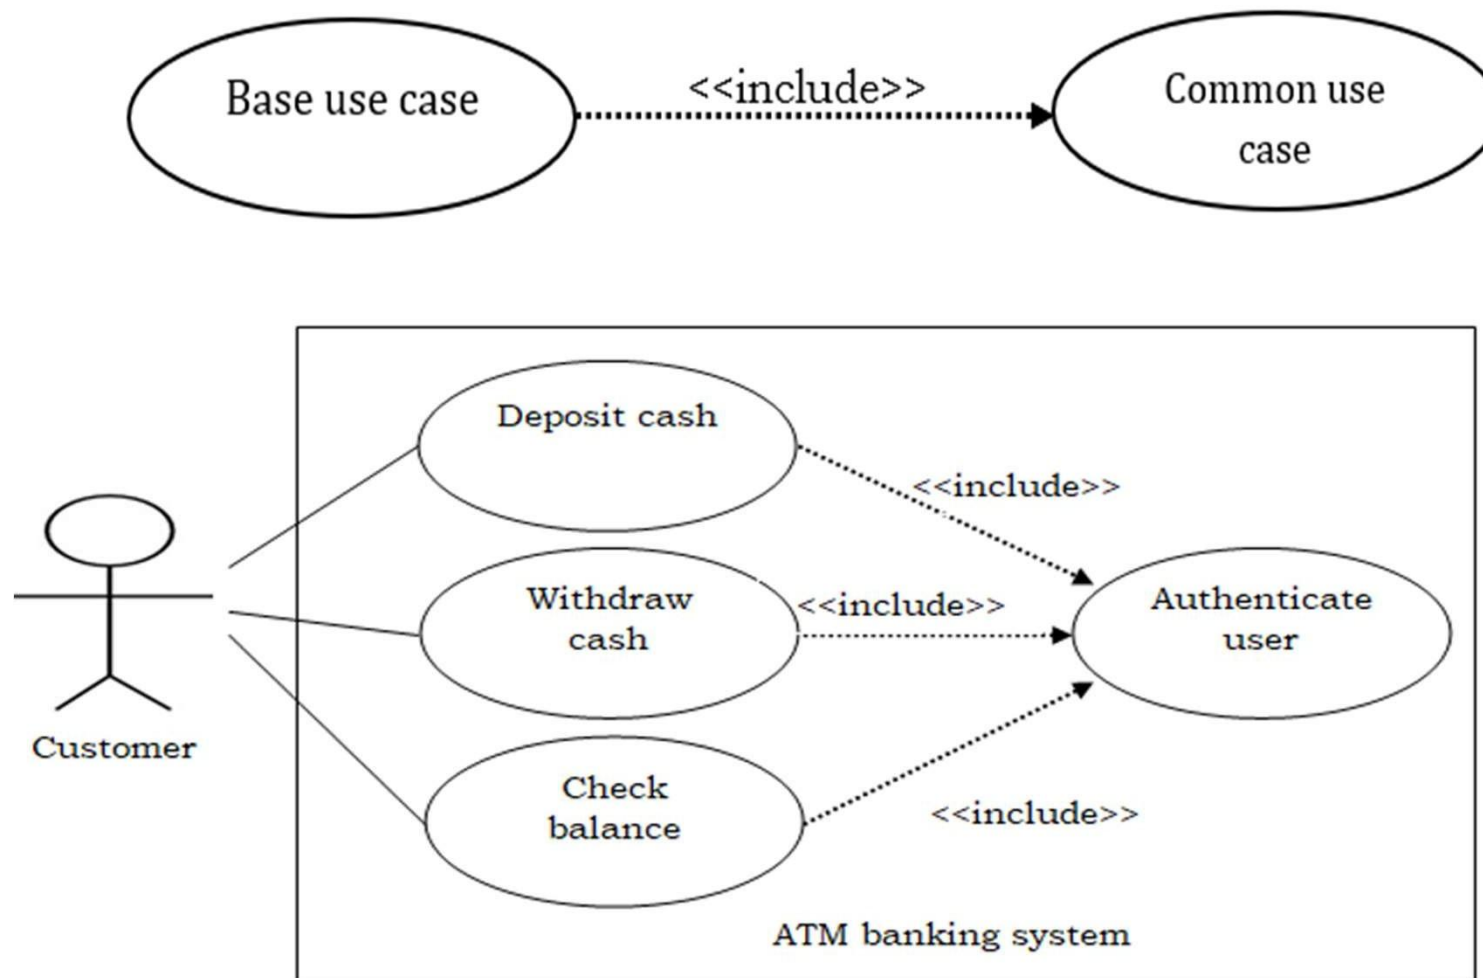 Base use case
<<include>>
Common use
case
Deposit cash
<<include>>
Withdraw
cash
<<include>>
Authenticate
user
Customer
Check
balance
<<include>>
ATM banking system